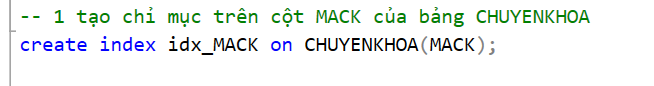 -- 1 tạo chỉ mục trên cột MACK của bảng CHUYENKHOA
create index idx_MACK on CHUYENKHOA(MACK);